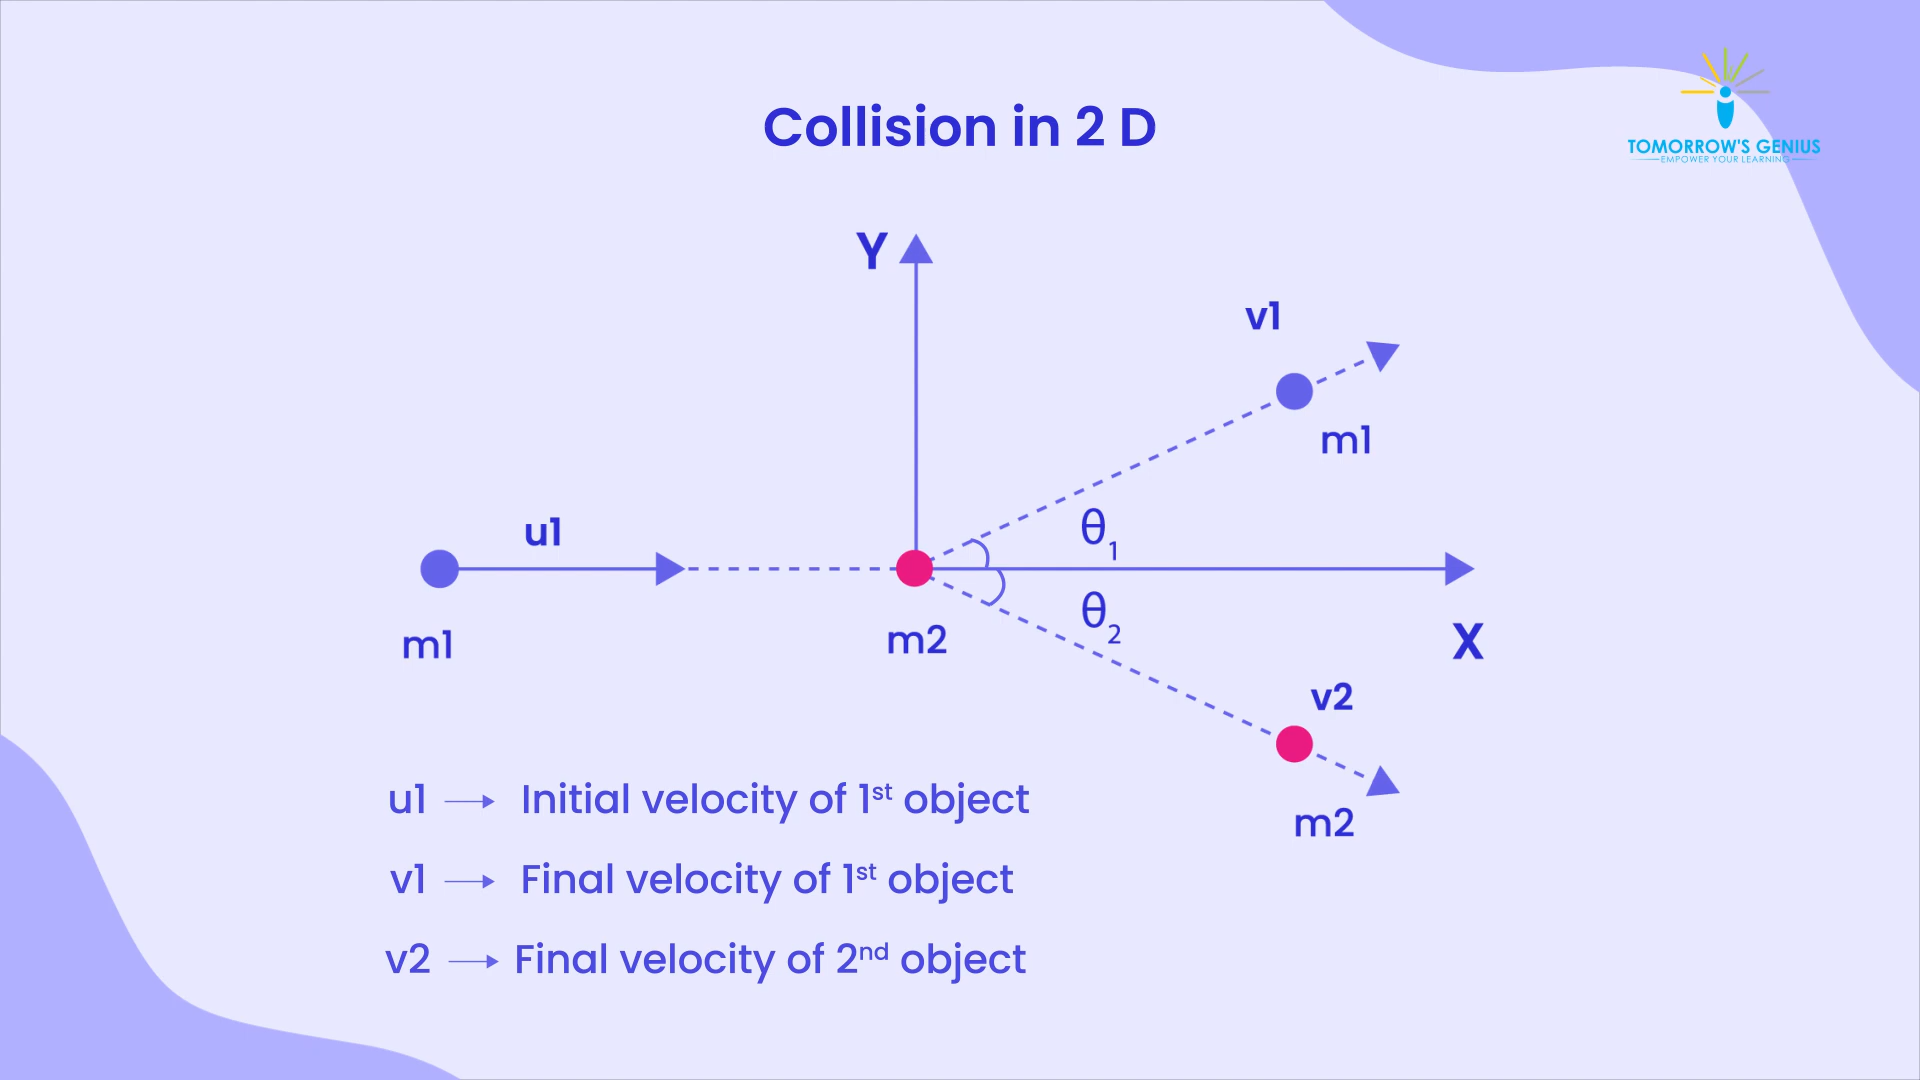 Collision in 2 D
TOMORROW'S GENIUS
EMPOWER YOUR LEARNING
Y
v1
m1
u1
θ1
θ2
m1
m2
X
v2
m2
u1 → Initial velocity of 1st object
v1 → Final velocity of 1st object
v2 → Final velocity of 2nd object